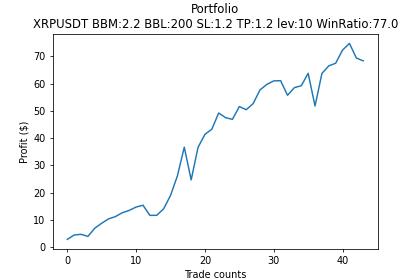 Portfolio
XRPUSDT BBM:2.2 BBL:200 SL:1.2 TP:1.2 lev:10 WinRatio:77.0
70
60
50
40
30
20
10
0
Profit ($)
0 10 20 30 40
Trade counts